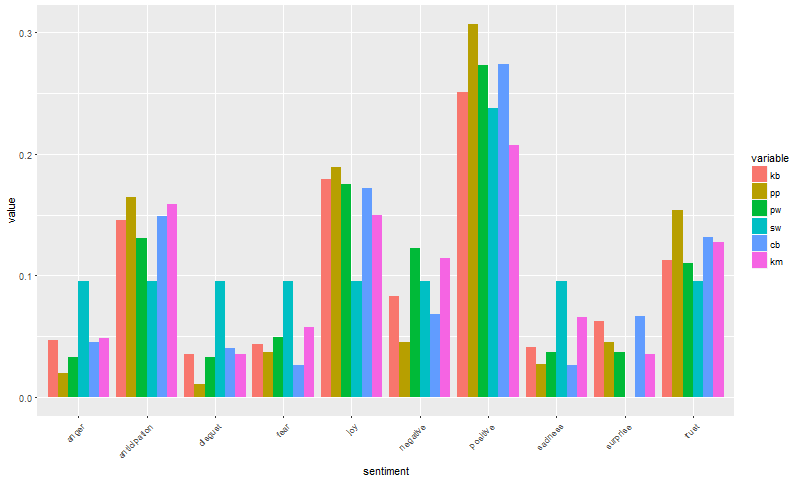 value
0.3
0.2
0.1
0.0
anger
anticipation
disgust
fear
joy
negative
positive
sadness
surprise
trust
sentiment
variable
kb
pp
pw
sw
cb
km